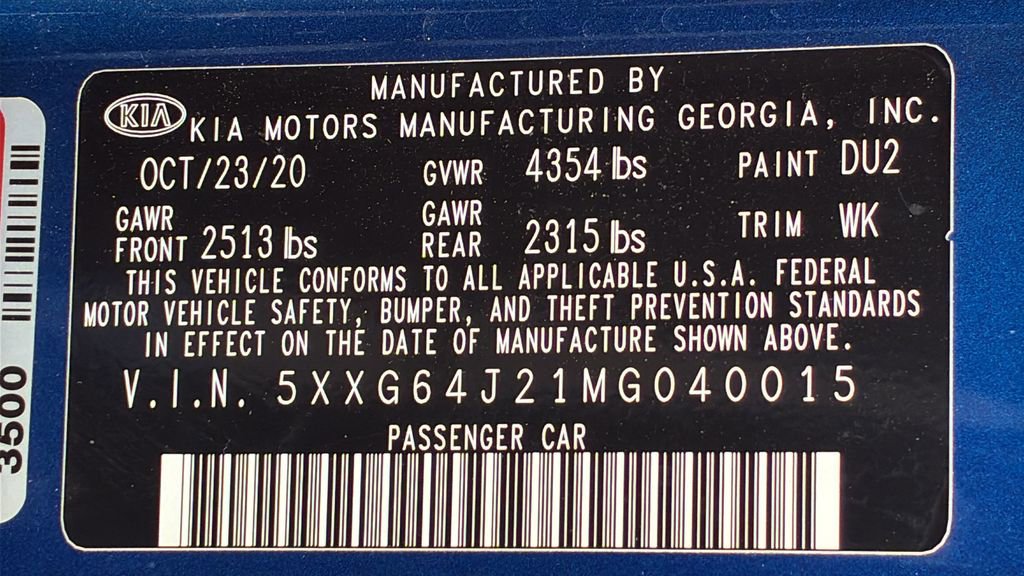 MANUFACTURED BY
KIA KIA MOTORS MANUFACTURING GEORGIA, INC.
OCT/23/20 GVWR 4354 lbs PAINT DU2
GAWR FRONT 2513 lbs GAWR REAR 2315 lbs TRIM WK
THIS VEHICLE CONFORMS TO ALL APPLICABLE U.S.A. FEDERAL
MOTOR VEHICLE SAFETY, BUMPER, AND THEFT PREVENTION STANDARDS
IN EFFECT ON THE DATE OF MANUFACTURE SHOWN ABOVE.
V.I.N. 5XXG64J21MG040015
PASSENGER CAR
3500